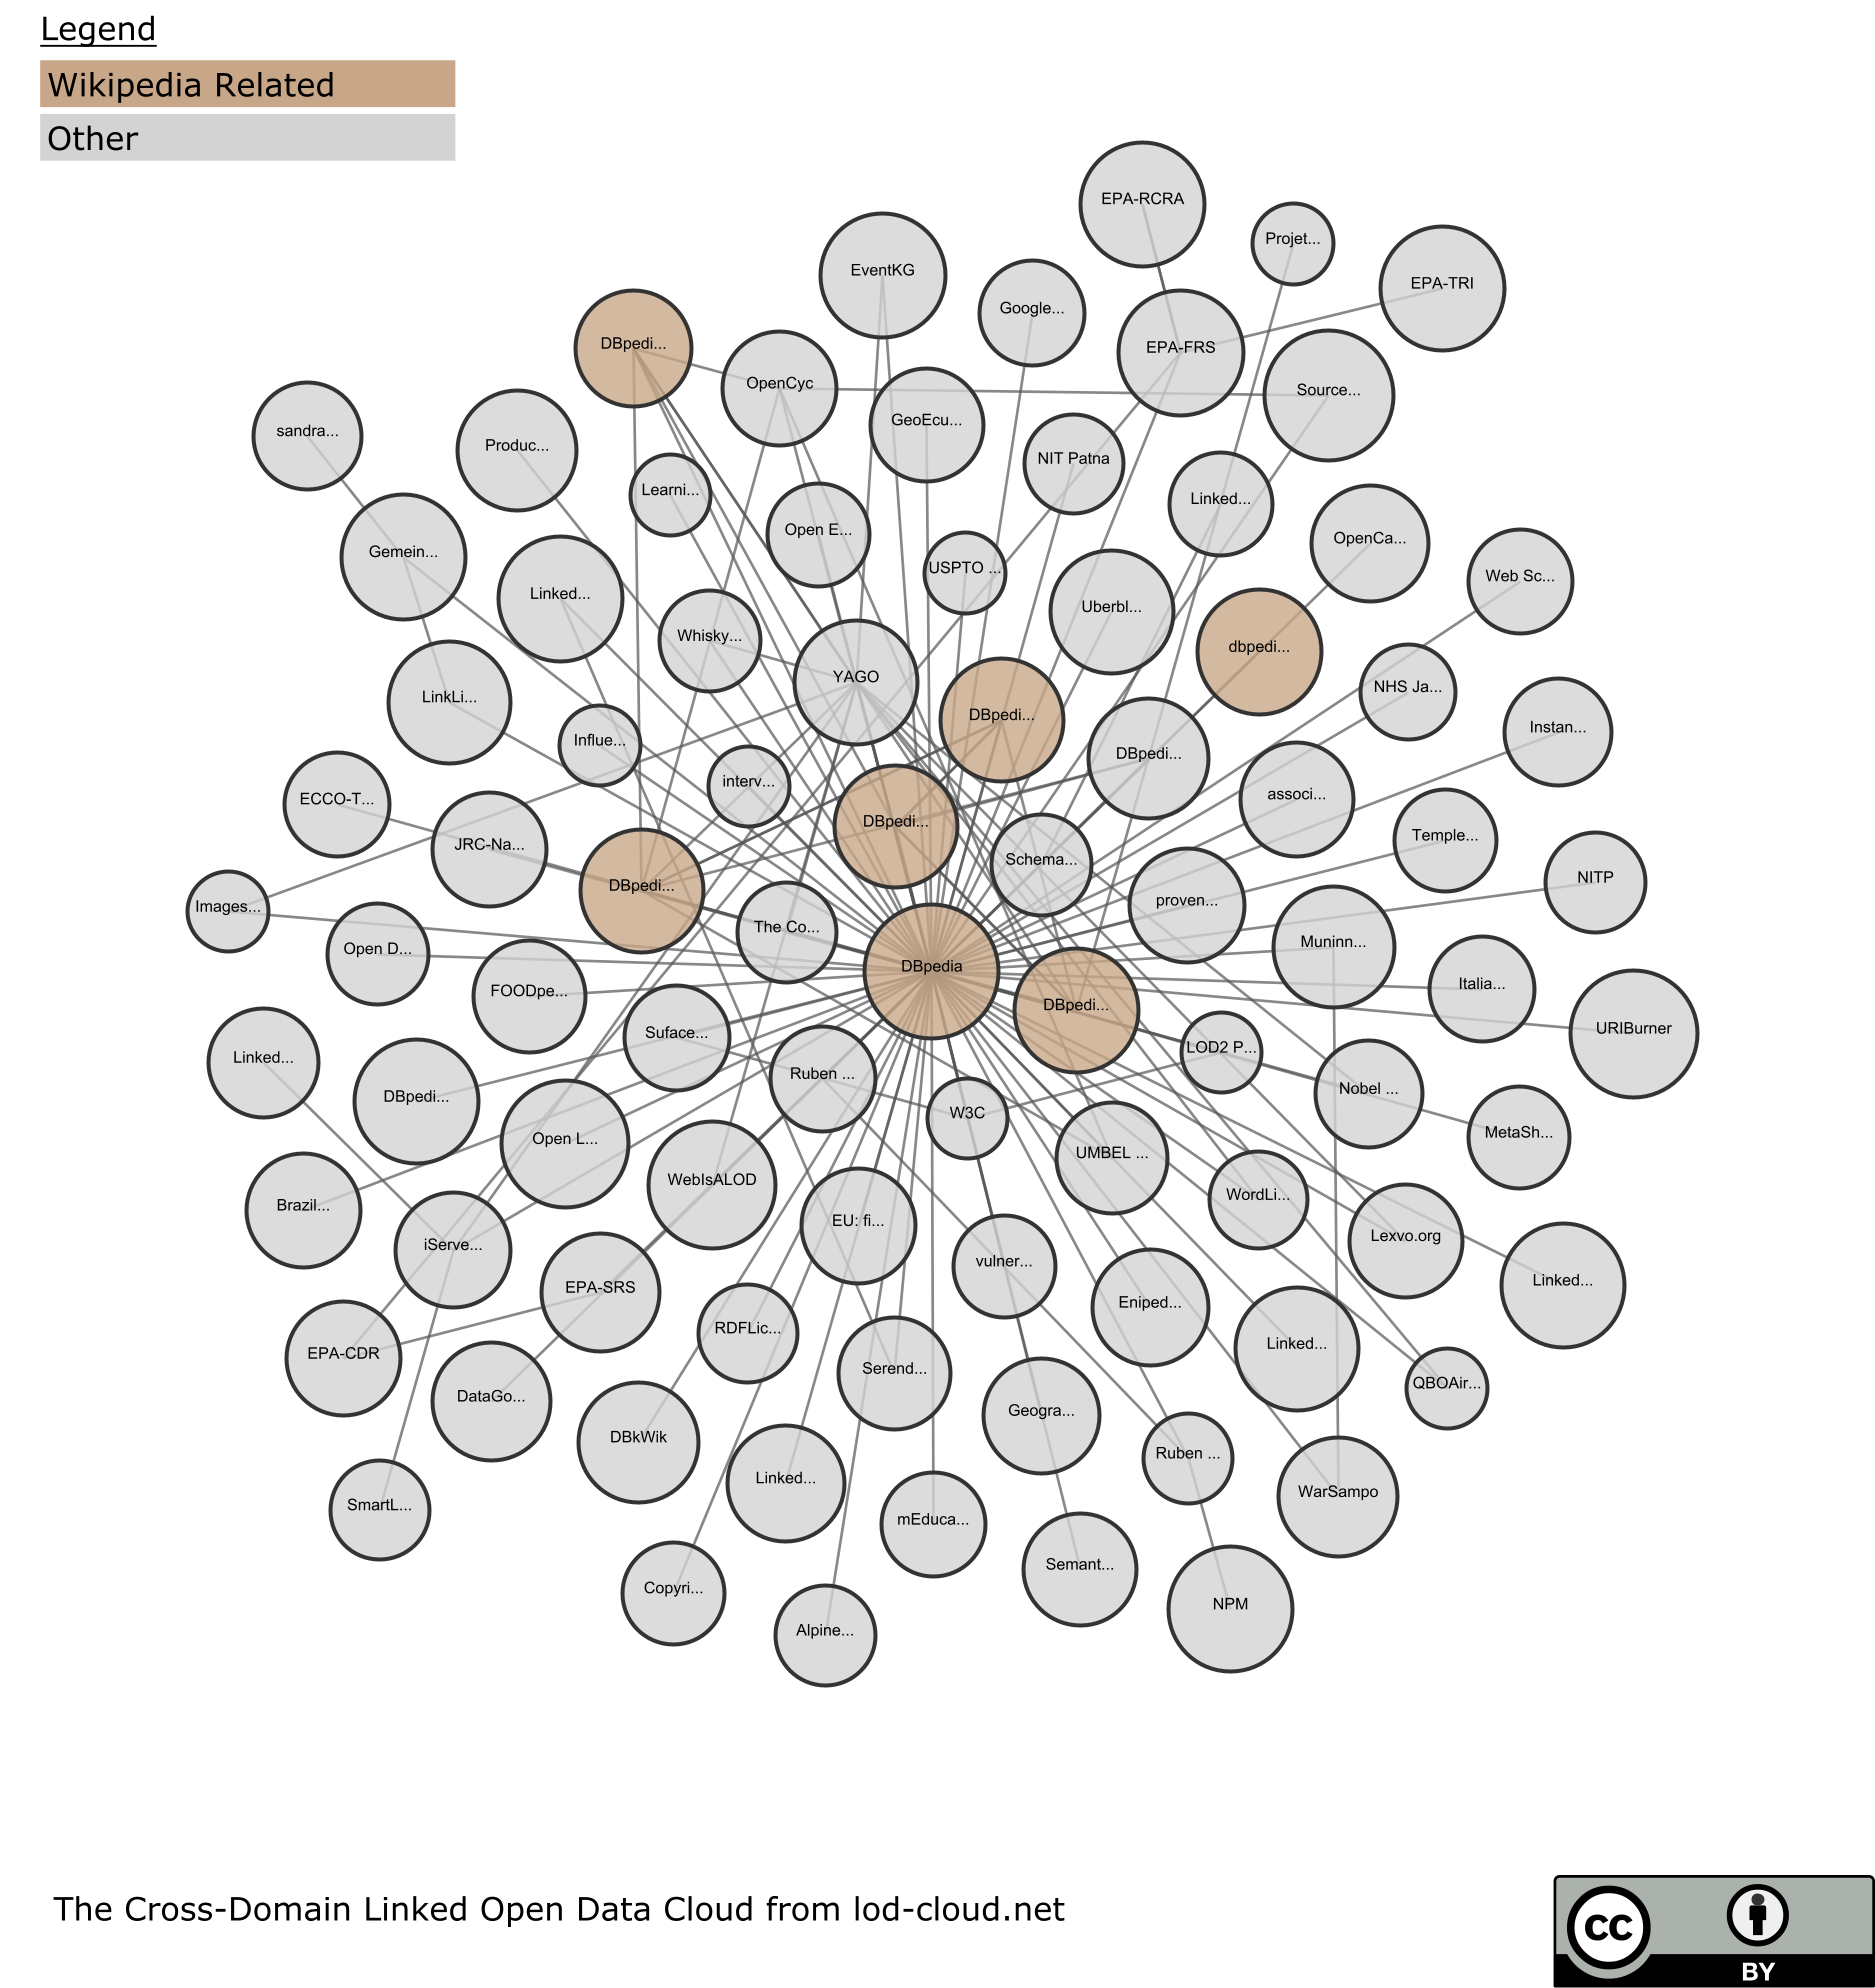 Legend
Wikipedia Related
Other
EPA-RCRA
Projet...
EventKG
EPA-TRI
Google...
DBpedi...
EPA-FRS
OpenCyc
Source...
GeoEcu...
sandra...
Produc...
NIT Patna
Learni...
Linked...
Open E...
OpenCa...
Gemein...
USPTO ...
Web Sc...
Linked...
Uberbl...
Whisky...
dbpedi...
YAGO
NHS Ja...
LinkLi...
DBpedi...
Instan...
Influe...
DBpedi...
interv...
ECCO-T...
associ...
DBpedi...
Temple...
JRC-Na...
Schema...
NITP
DBpedi...
proven...
Images...
The Co...
Muninn...
Open D...
DBpedia
Italia...
FOODpe...
DBpedi...
URIBurner
Suface...
LOD2 P...
Linked...
Ruben ...
Nobel ...
DBpedi...
W3C
MetaSh...
Open L...
UMBEL ...
WebIsALOD
WordLi...
Brazil...
EU: fi...
Lexvo.org
iServe...
vulner...
Linked...
EPA-SRS
Eniped...
RDFLic...
Linked...
EPA-CDR
Serend...
QBOAir...
DataGo...
Geogra...
DBkWik
Ruben ...
Linked...
WarSampo
SmartL...
mEduca...
Semant...
Copyri...
NPM
Alpine...
The Cross-Domain Linked Open Data Cloud from lod-cloud.net
cc
BY